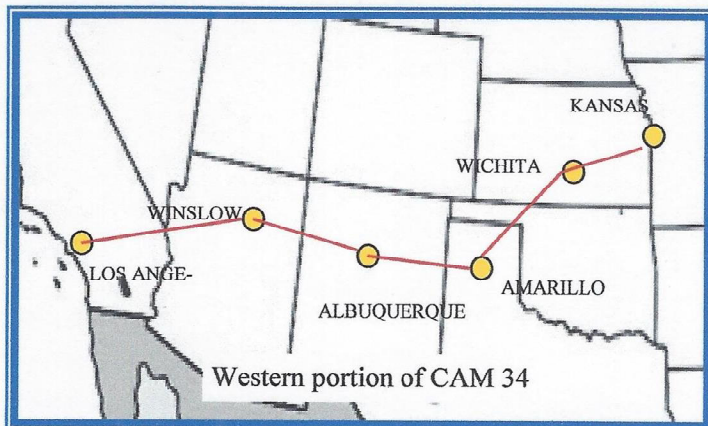 KANSAS
WICHITA
WINSLOW
LOS ANGE-
AMARILLO
ALBUQUERQUE
Western portion of CAM 34